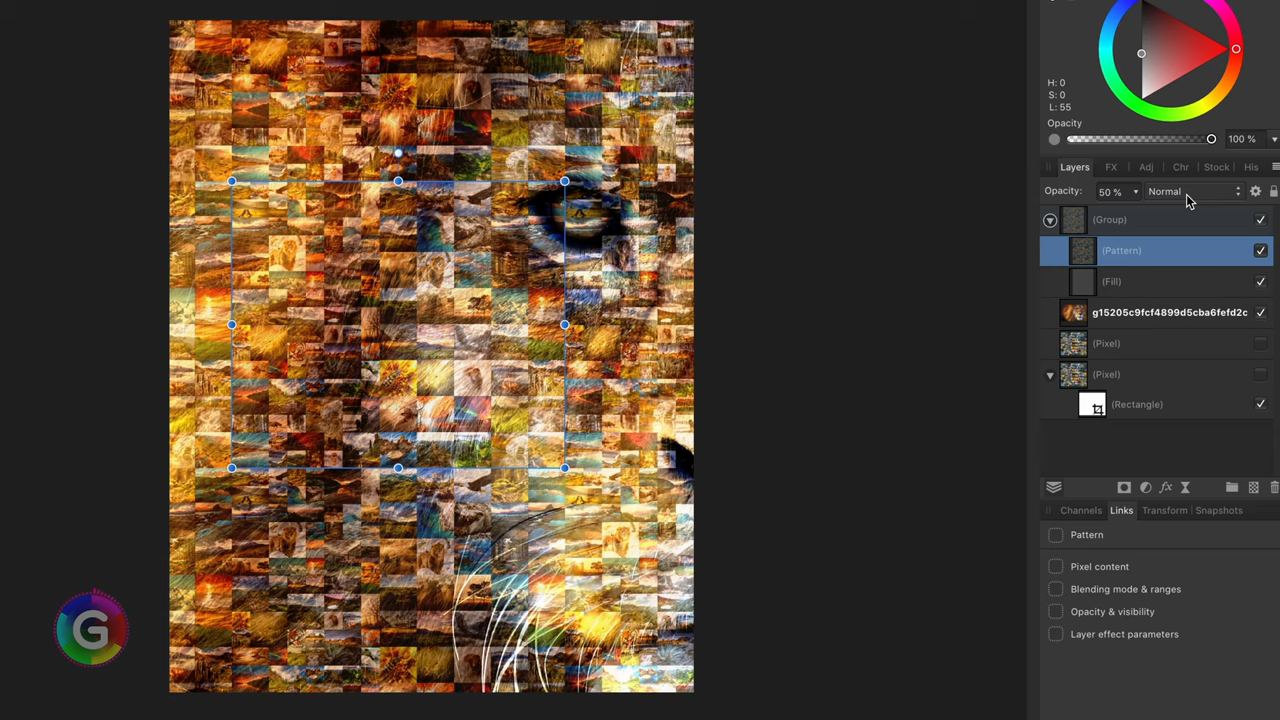 H: 0
S: 0
L: 55
Opacity
100 %
Layers FX Adj Chr Stock His
Opacity: 50 % Normal
(Group)
(Pattern)
(Fill)
g15205c9fcf4899d5cba6fefd2c
(Pixel)
(Pixel)
(Rectangle)
fx
Channels Links Transform Snapshots
Pattern
Pixel content
Blending mode & ranges
Opacity & visibility
Layer effect parameters
G